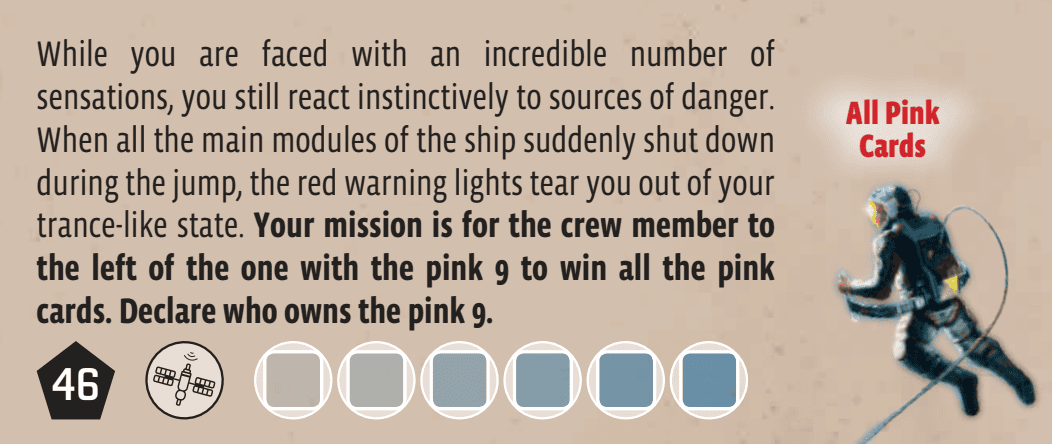 While you are faced with an incredible number of
sensations, you still react instinctively to sources of danger.
When all the main modules of the ship suddenly shut down
during the jump, the red warning lights tear you out of your
trance-like state. Your mission is for the crew member to
the left of the one with the pink 9 to win all the pink
cards. Declare who owns the pink 9.
All Pink
Cards
46